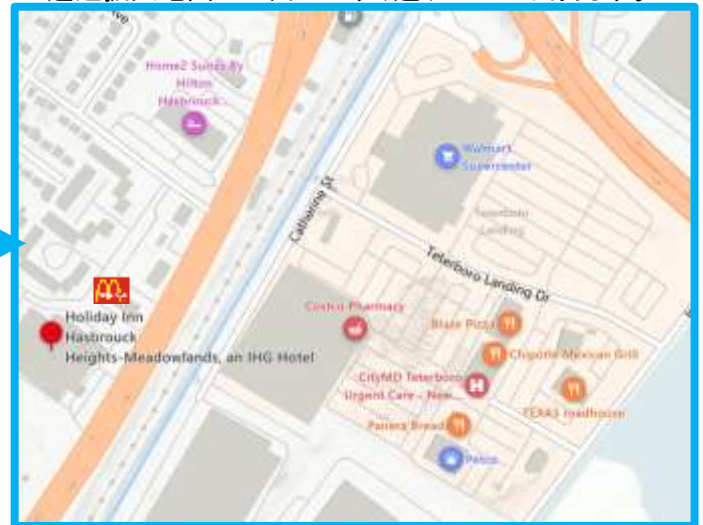 Ave
Home2 Suites By
Hilton
Hasbrouck...
Walmart
Supercenter
Teterboro
Landing
Catharine St
Teterboro Landing Dr
Costco Pharmacy
Blaze Pizza
Chipotle Mexican Grill
CityMD Teterboro
Urgent Care - New...
TEXAS roadhouse
Panera Bread
Petco
Holiday Inn
Hasbrouck
Heights-Meadowlands, an IHG Hotel